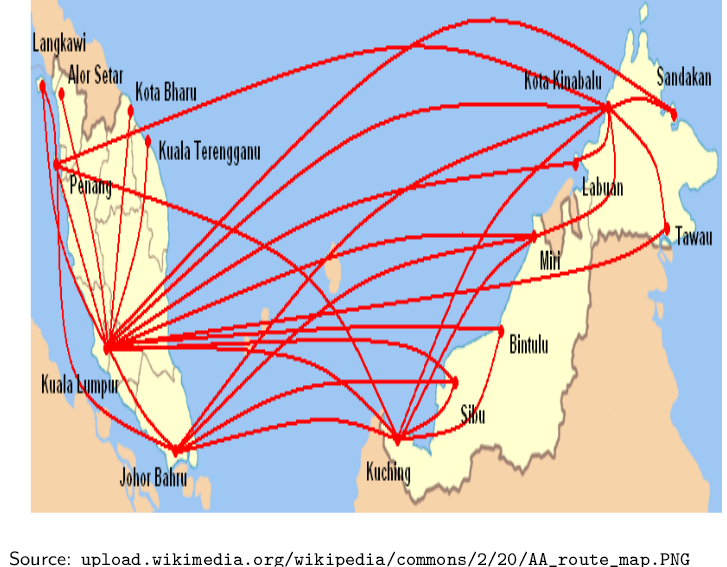 Langkawi
Alor Setar
Kota Bharu
Kuala Terengganu
Penang
Kuala Lumpur
Johor Bahru
Kota Kinabalu
Sandakan
Labuan
Tawau
Miri
Bintulu
Sibu
Kuching
Source: upload.wikimedia.org/wikipedia/commons/2/20/AA_route_map.PNG